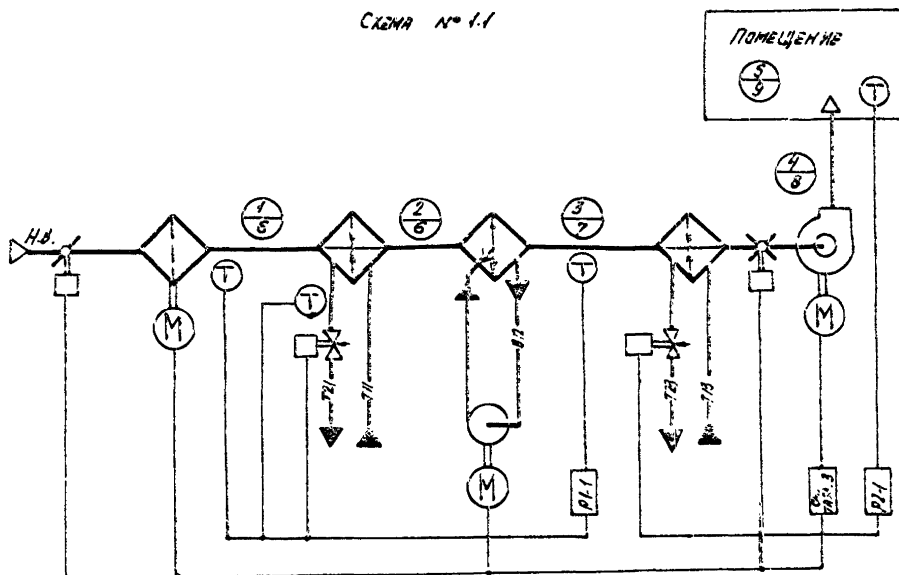 Схема № 1.1
ПОМЕЩЕНИЕ
5
9
Т
4
8
Н.В.
1
5
2
6
3
7
Т
Т
Т
М
М
М
Т21
Т11
В.2
Т23
Т13
Р1-1
Р2-1